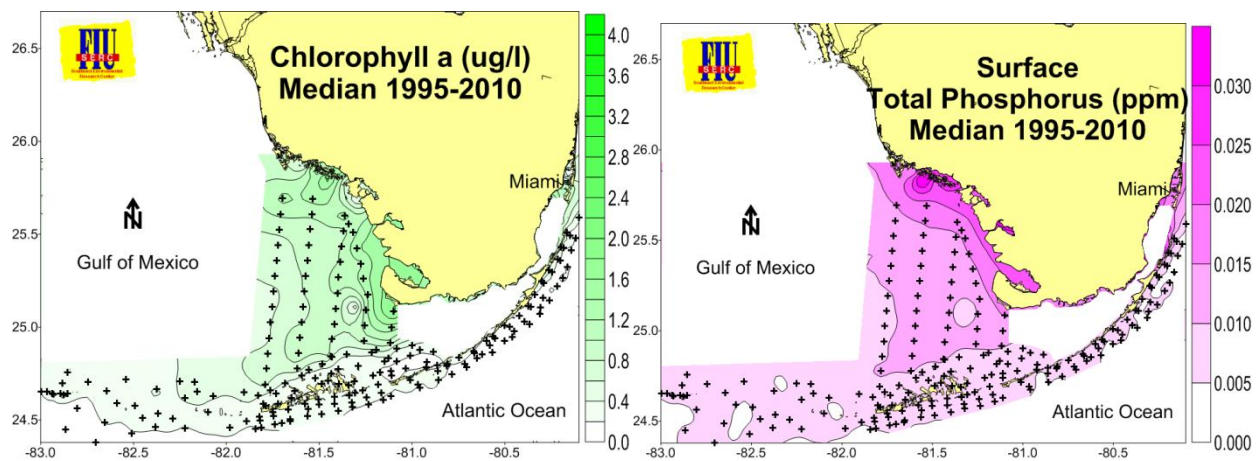 FIU
SERC
Chlorophyll a (ug/l)
Median 1995-2010
Miami
N
Gulf of Mexico
Atlantic Ocean
26.5
26.0
25.5
25.0
24.5
-83.0
-82.5
-82.0
-81.5
-81.0
-80.5
4.0
3.6
3.2
2.8
2.4
2.0
1.6
1.2
0.8
0.4
0.0
FIU
SERC
Surface
Total Phosphorus (ppm)
Median 1995-2010
Miami
N
Gulf of Mexico
Atlantic Ocean
26.5
26.0
25.5
25.0
24.5
-83.0
-82.5
-82.0
-81.5
-81.0
-80.5
0.030
0.025
0.020
0.015
0.010
0.005
0.000